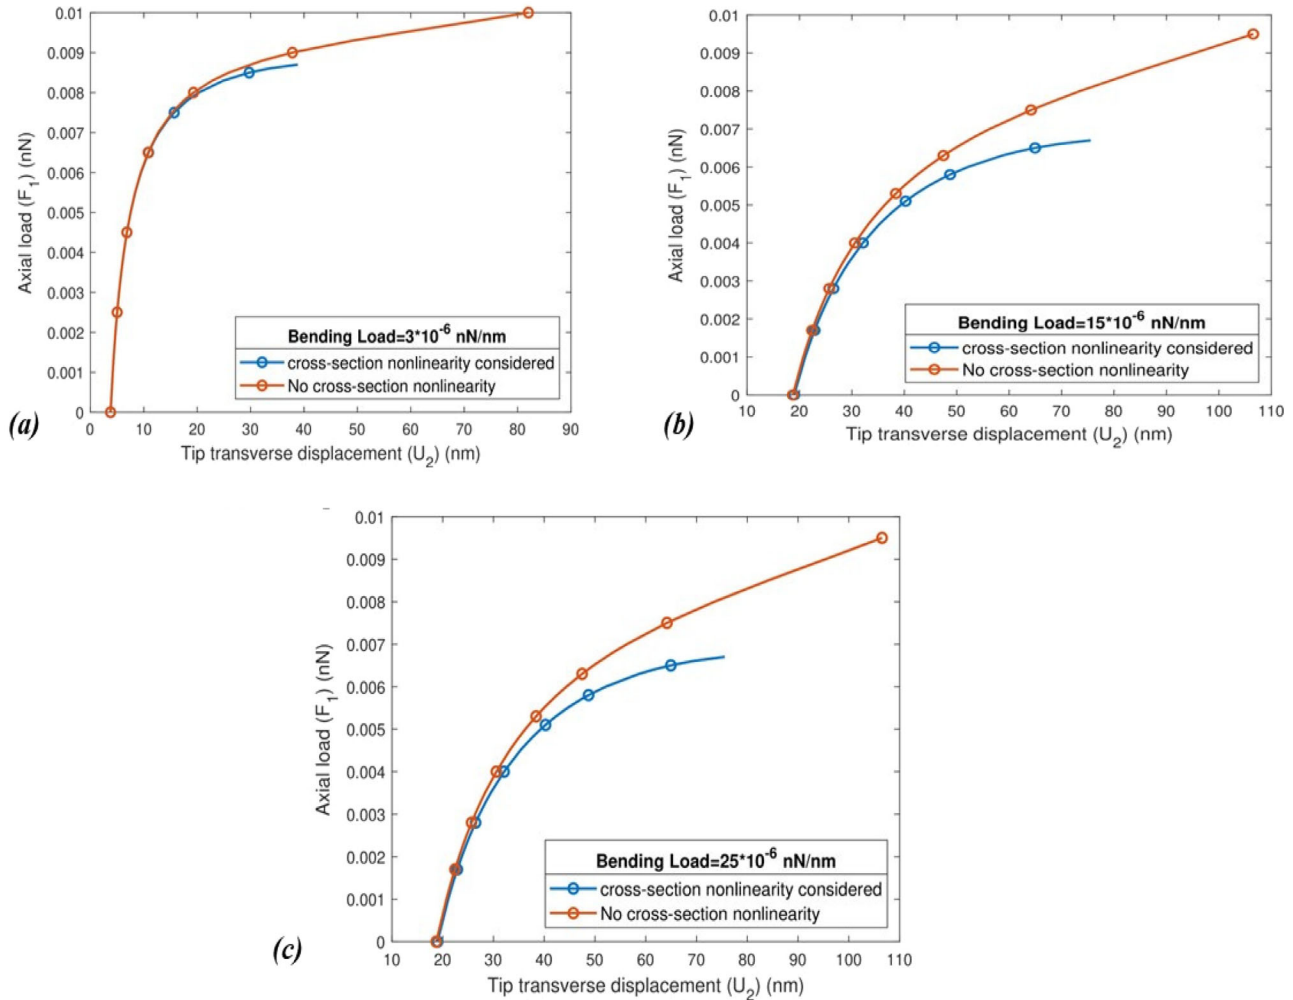 0.01
0.009
0.008
0.007
0.006
0.005
0.004
0.003
0.002
0.001
0
Axial load (F1) (nN)
Bending Load=3*10-6 nN/nm
cross-section nonlinearity considered
No cross-section nonlinearity
0 10 20 30 40 50 60 70 80 90
Tip transverse displacement (U2) (nm)
(a)
0.01
0.009
0.008
0.007
0.006
0.005
0.004
0.003
0.002
0.001
0
Axial load (F1) (nN)
Bending Load=15*10-6 nN/nm
cross-section nonlinearity considered
No cross-section nonlinearity
10 20 30 40 50 60 70 80 90 100 110
Tip transverse displacement (U2) (nm)
(b)
0.01
0.009
0.008
0.007
0.006
0.005
0.004
0.003
0.002
0.001
0
Axial load (F1) (nN)
Bending Load=25*10-6 nN/nm
cross-section nonlinearity considered
No cross-section nonlinearity
10 20 30 40 50 60 70 80 90 100 110
Tip transverse displacement (U2) (nm)
(c)